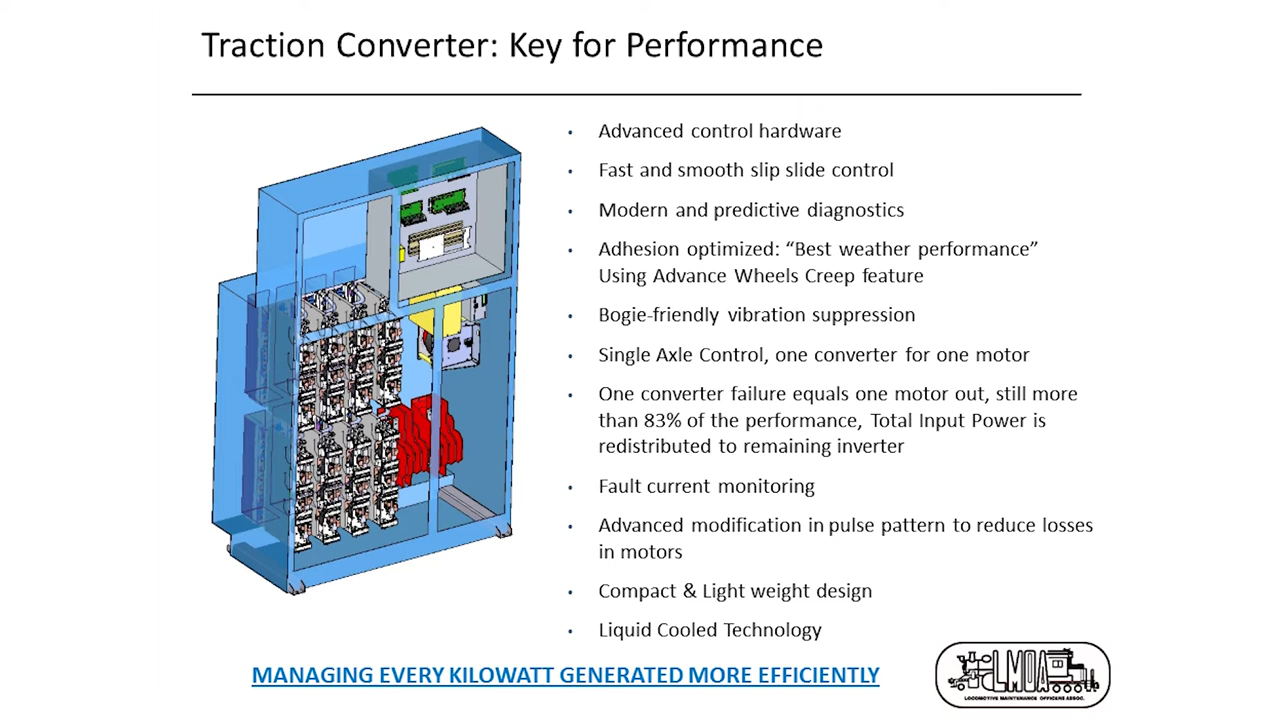 Traction Converter: Key for Performance
• Advanced control hardware
• Fast and smooth slip slide control
• Modern and predictive diagnostics
• Adhesion optimized: “Best weather performance”
Using Advance Wheels Creep feature
• Bogie-friendly vibration suppression
• Single Axle Control, one converter for one motor
• One converter failure equals one motor out, still more
than 83% of the performance, Total Input Power is
redistributed to remaining inverter
• Fault current monitoring
• Advanced modification in pulse pattern to reduce losses
in motors
• Compact & Light weight design
• Liquid Cooled Technology
MANAGING EVERY KILOWATT GENERATED MORE EFFICIENTLY
LMOA
LOCOMOTIVE MAINTENANCE OFFICERS ASSOC.